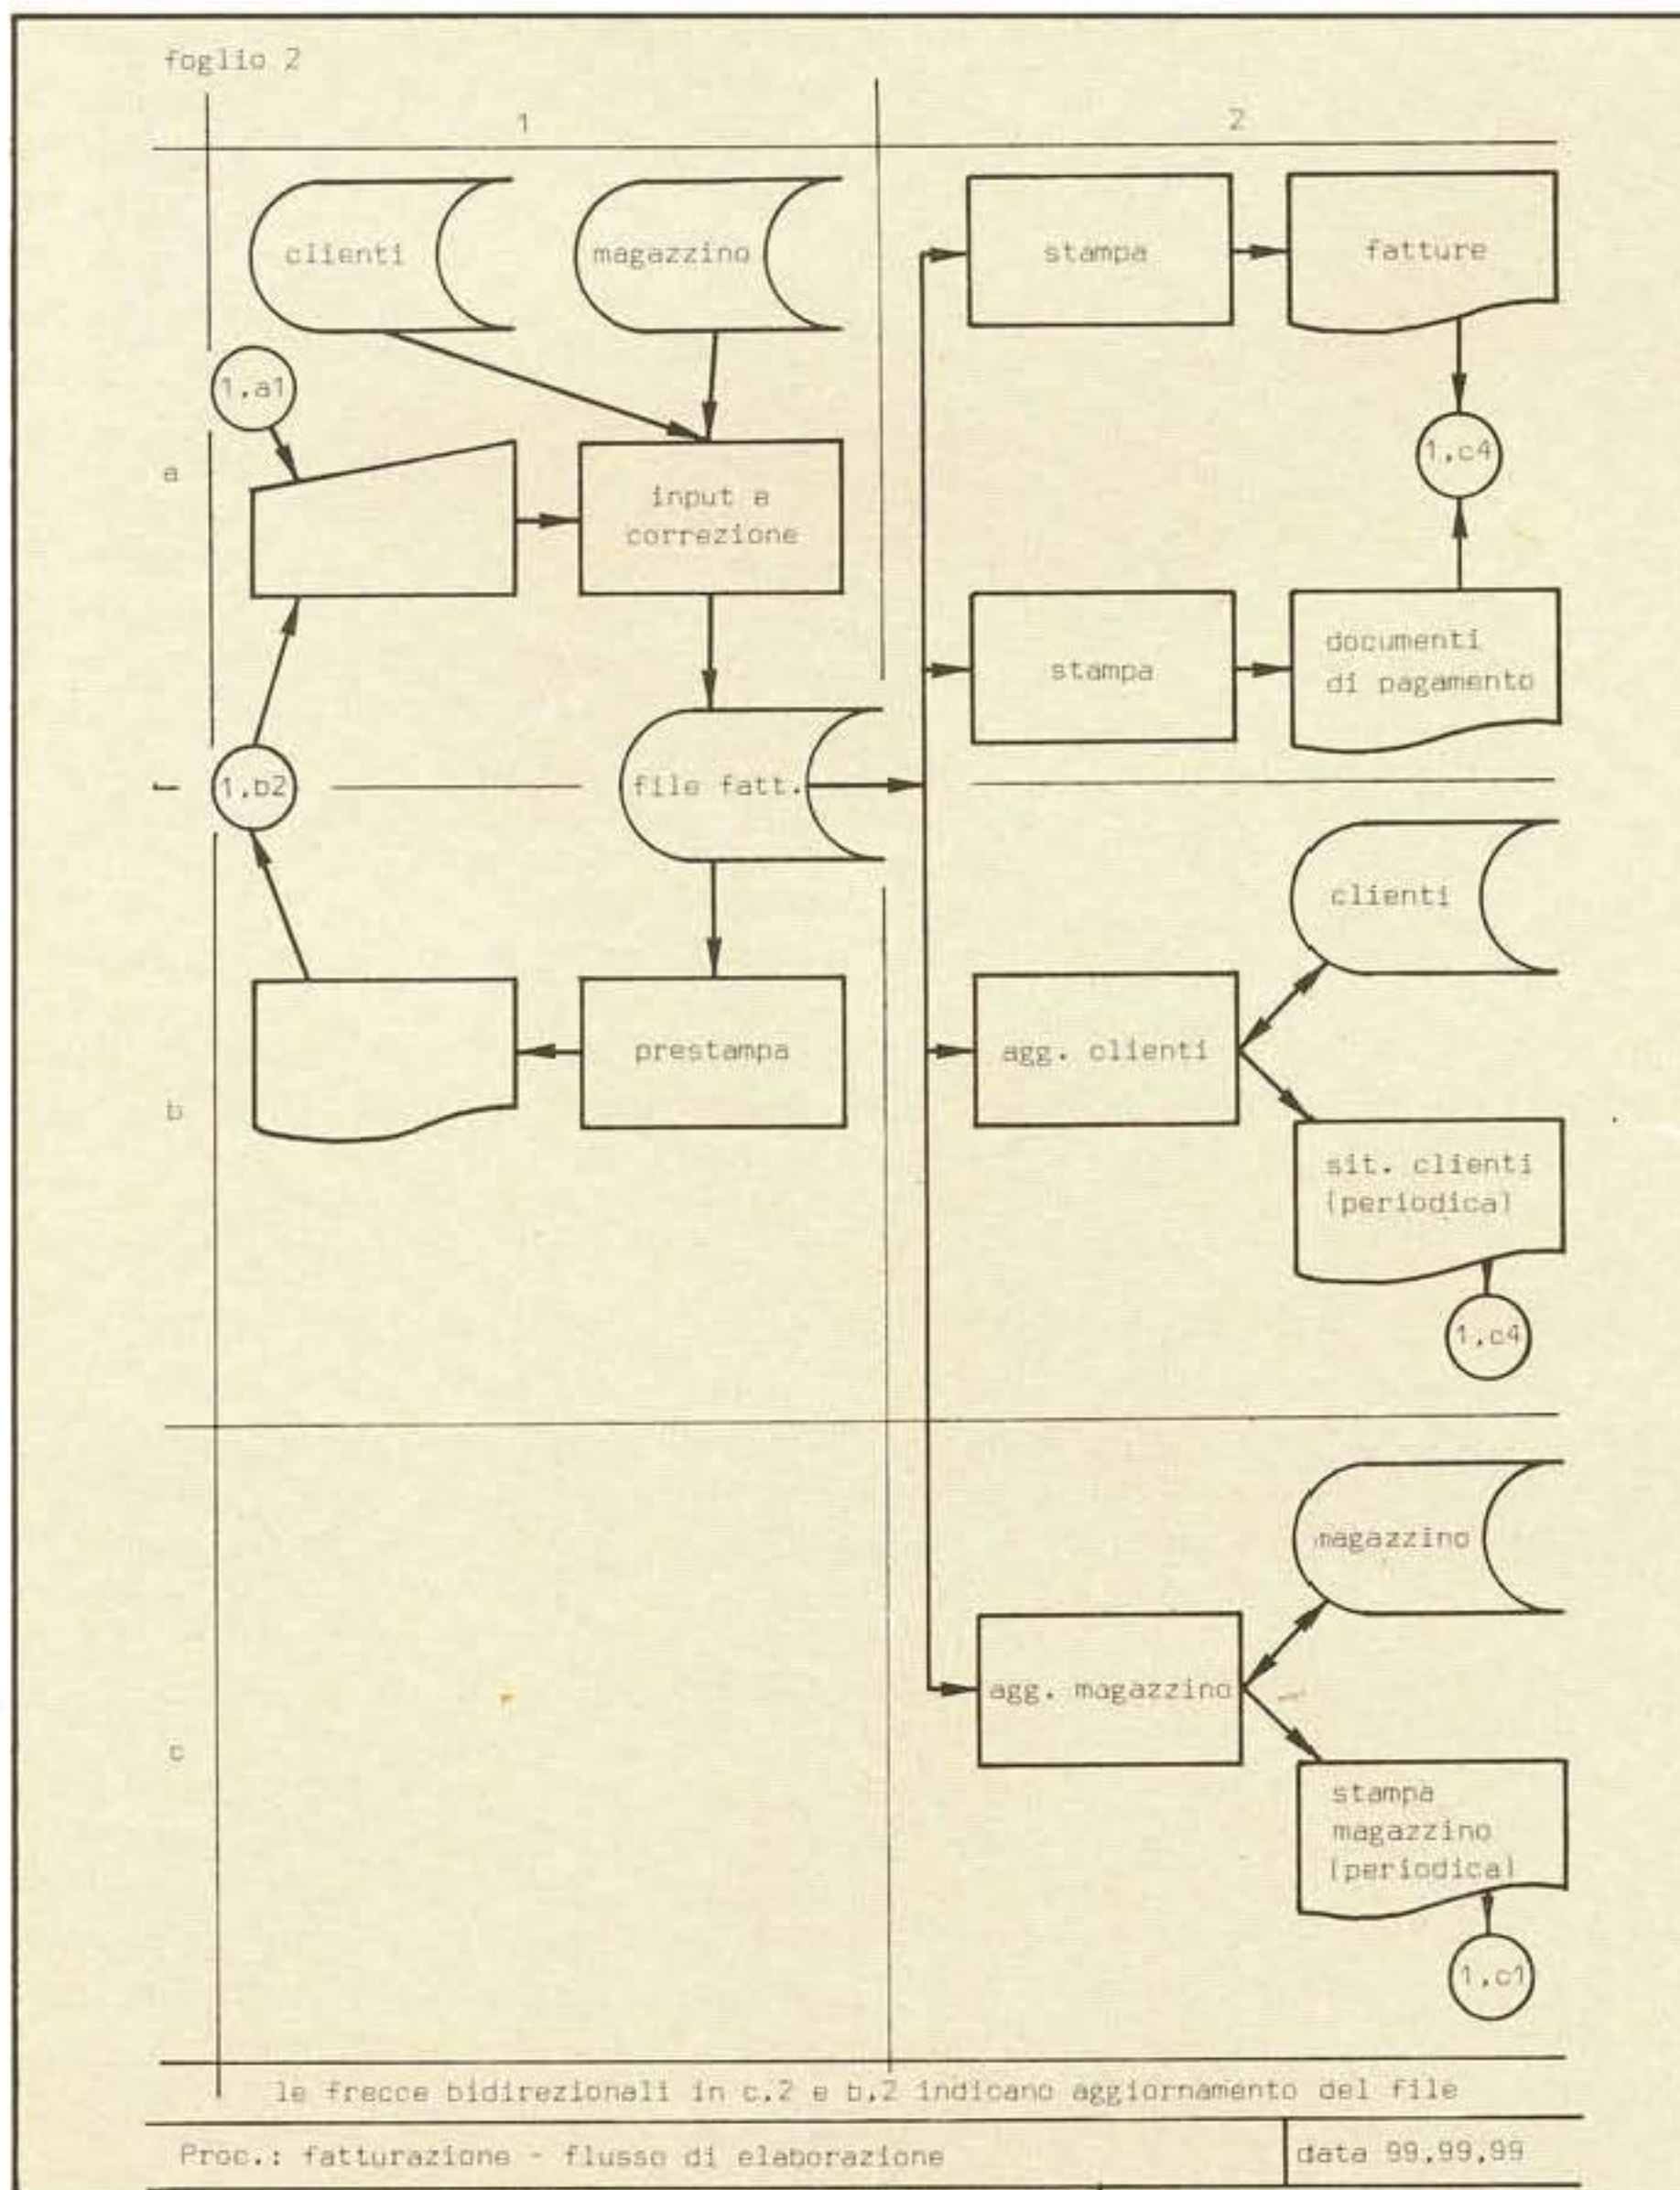 foglio 2
1
2
clienti
magazzino
stampa
fatture
1,a1
1,c4
a
input e
correzione
documenti
di pagamento
stampa
1,b2
file fatt.
clienti
prestampa
agg. clienti
b
sit. clienti
(periodica)
1,c4
magazzino
agg. magazzino
c
stampa
magazzino
(periodica)
1,c1
le frecce bidirezionali in c,2 e b,2 indicano aggiornamento del file
Proc.: fatturazione - flusso di elaborazione
data 99,99,99